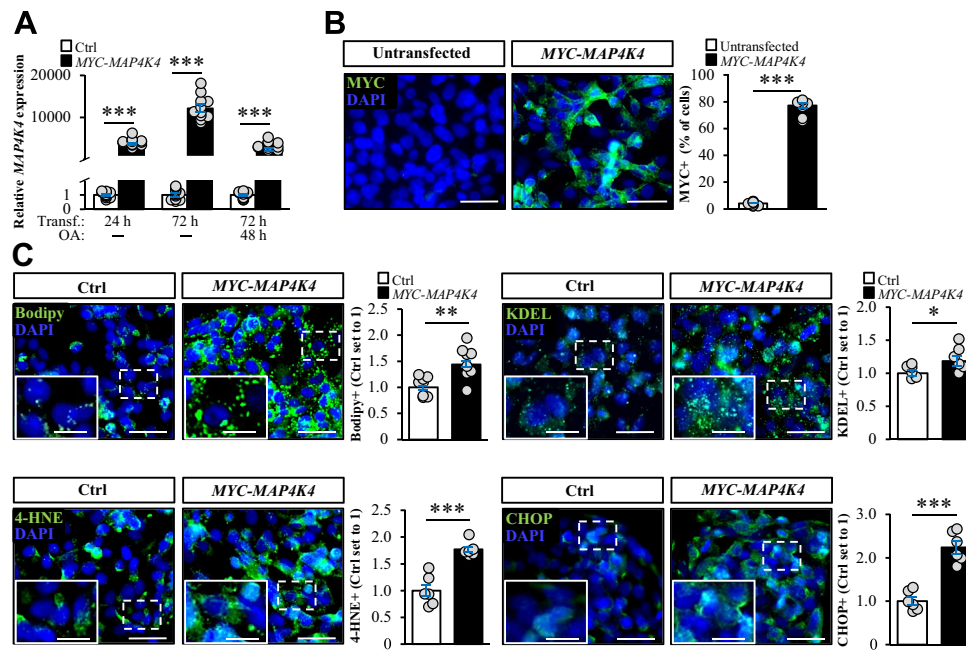 A
Ctrl
MYC-MAP4K4
Relative MAP4K4 expression
20000
10000
1
0
***
***
***
Transf.: 24 h 72 h 72 h
OA: – – 48 h
B
Untransfected
MYC-MAP4K4
MYC
DAPI
Untransfected
MYC-MAP4K4
MYC+ (% of cells)
100
80
60
40
20
0
***
C
Ctrl
MYC-MAP4K4
Bodipy
DAPI
Ctrl
MYC-MAP4K4
Bodipy+ (Ctrl set to 1)
2.5
2.0
1.5
1.0
0.5
0
**
Ctrl
MYC-MAP4K4
KDEL
DAPI
Ctrl
MYC-MAP4K4
KDEL+ (Ctrl set to 1)
2.0
1.5
1.0
0.5
0
*
Ctrl
MYC-MAP4K4
4-HNE
DAPI
4-HNE+ (Ctrl set to 1)
2.5
2.0
1.5
1.0
0.5
0
***
Ctrl
MYC-MAP4K4
CHOP
DAPI
CHOP+ (Ctrl set to 1)
3.0
2.0
1.0
0
***